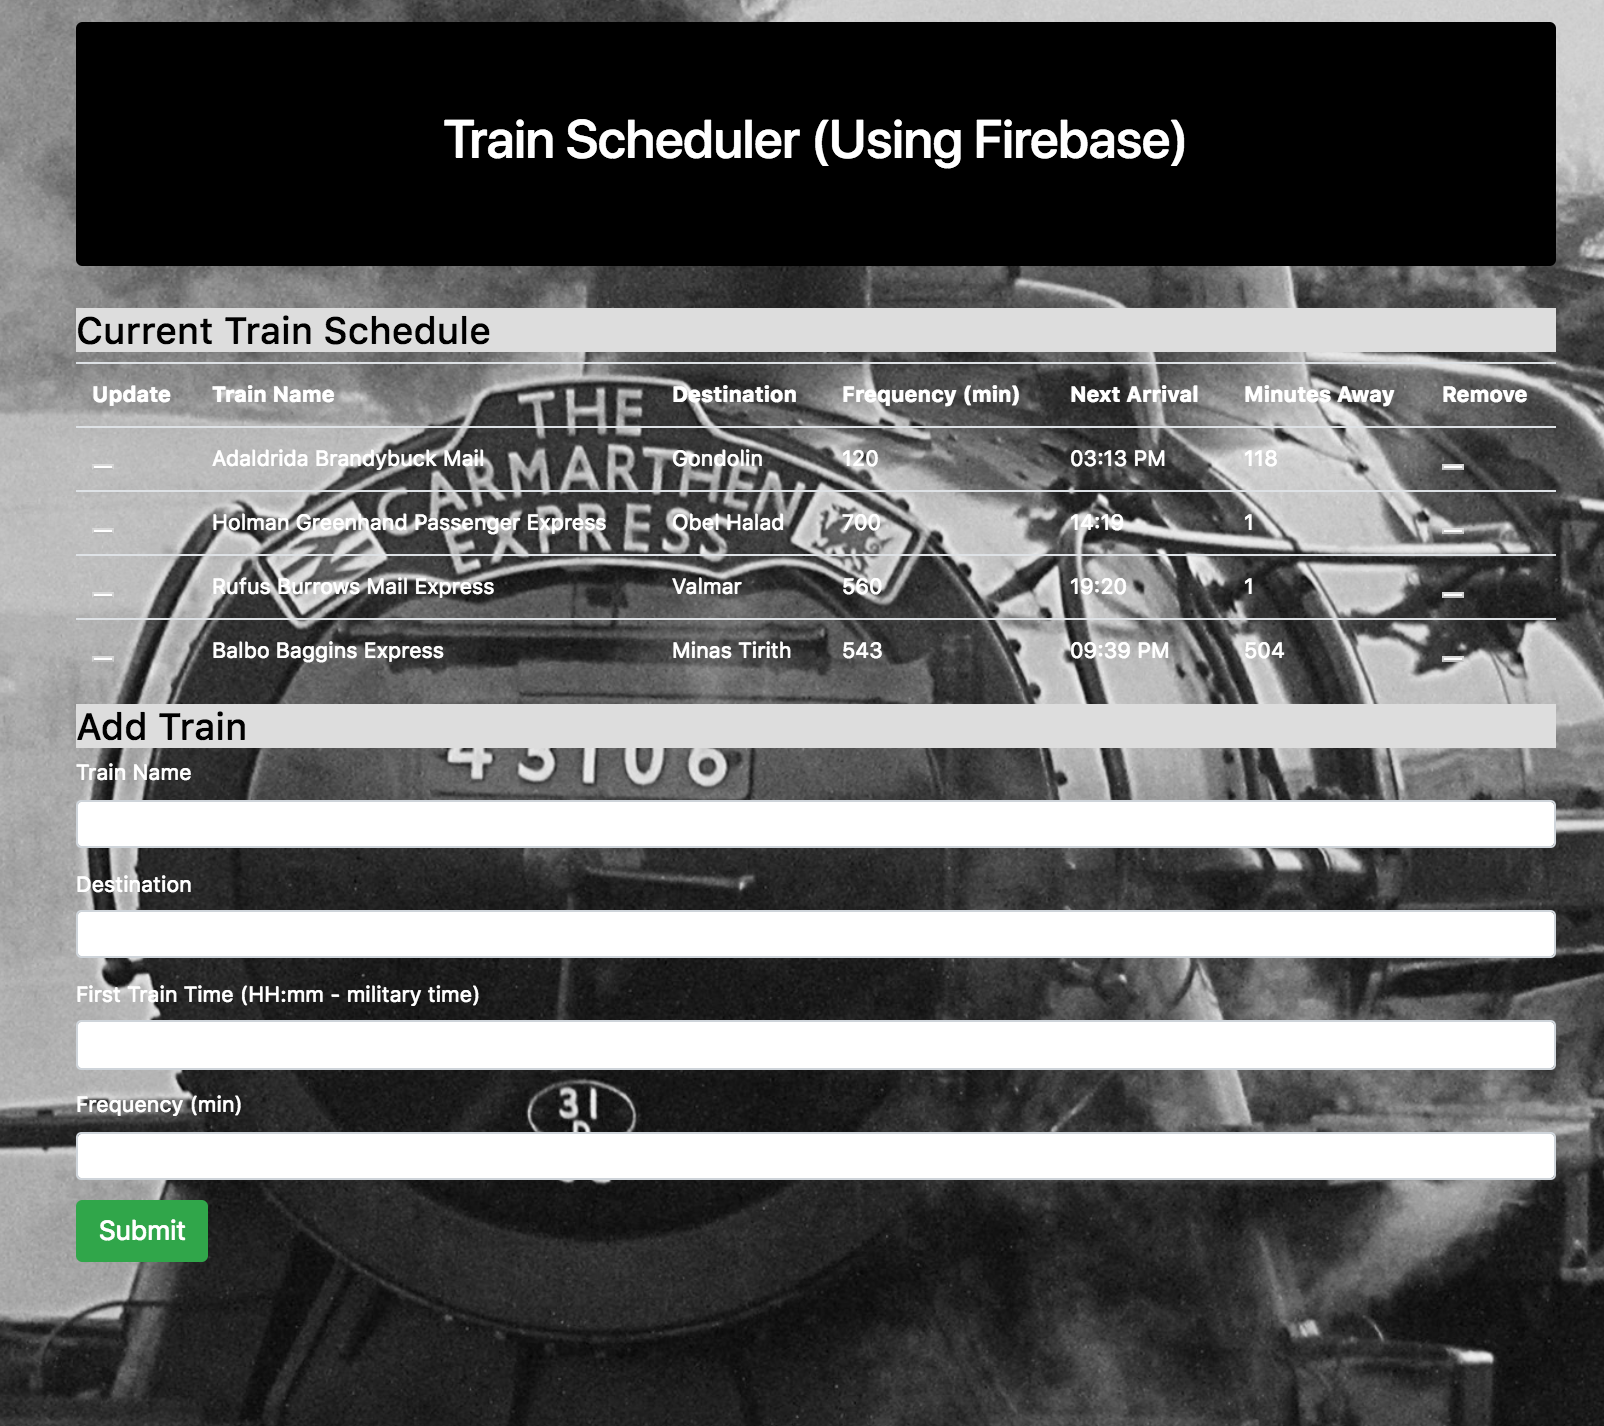 Train Scheduler (Using Firebase)
Current Train Schedule
Update Train Name Destination Frequency (min) Next Arrival Minutes Away Remove
Adaldrida Brandybuck Mail Gondolin 120 03:13 PM 118
Holman Greenhand Passenger Express Obel Halad 700 14:19 1
Rufus Burrows Mail Express Valmar 560 19:20 1
Balbo Baggins Express Minas Tirith 543 09:39 PM 504
THE
CARMARTHEN
EXPRESS
Add Train
45106
Train Name
Destination
First Train Time (HH:mm - military time)
Frequency (min)
31
Submit